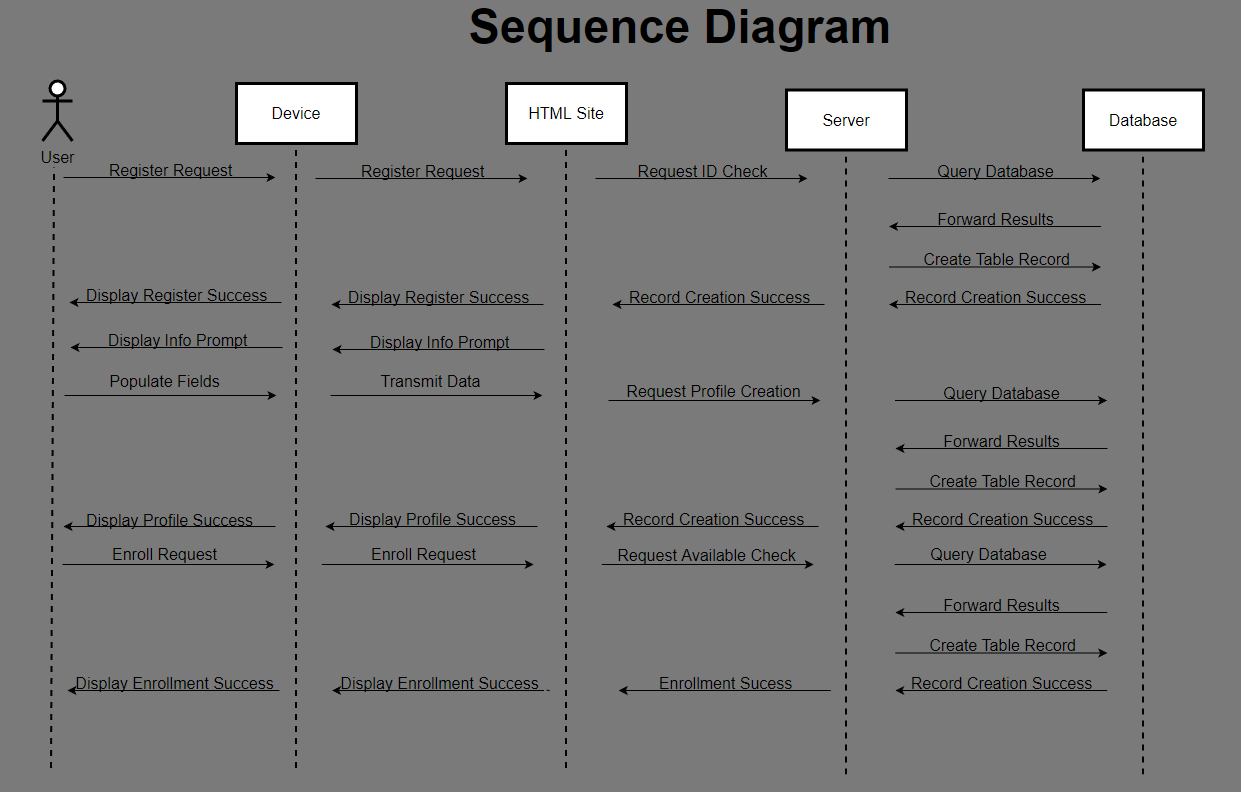 Sequence Diagram
User
Device
HTML Site
Server
Database
Register Request
Register Request
Request ID Check
Query Database
Forward Results
Create Table Record
Display Register Success
Display Register Success
Record Creation Success
Record Creation Success
Display Info Prompt
Display Info Prompt
Populate Fields
Transmit Data
Request Profile Creation
Query Database
Forward Results
Create Table Record
Display Profile Success
Display Profile Success
Record Creation Success
Record Creation Success
Enroll Request
Enroll Request
Request Available Check
Query Database
Forward Results
Create Table Record
Display Enrollment Success
Display Enrollment Success
Enrollment Sucess
Record Creation Success